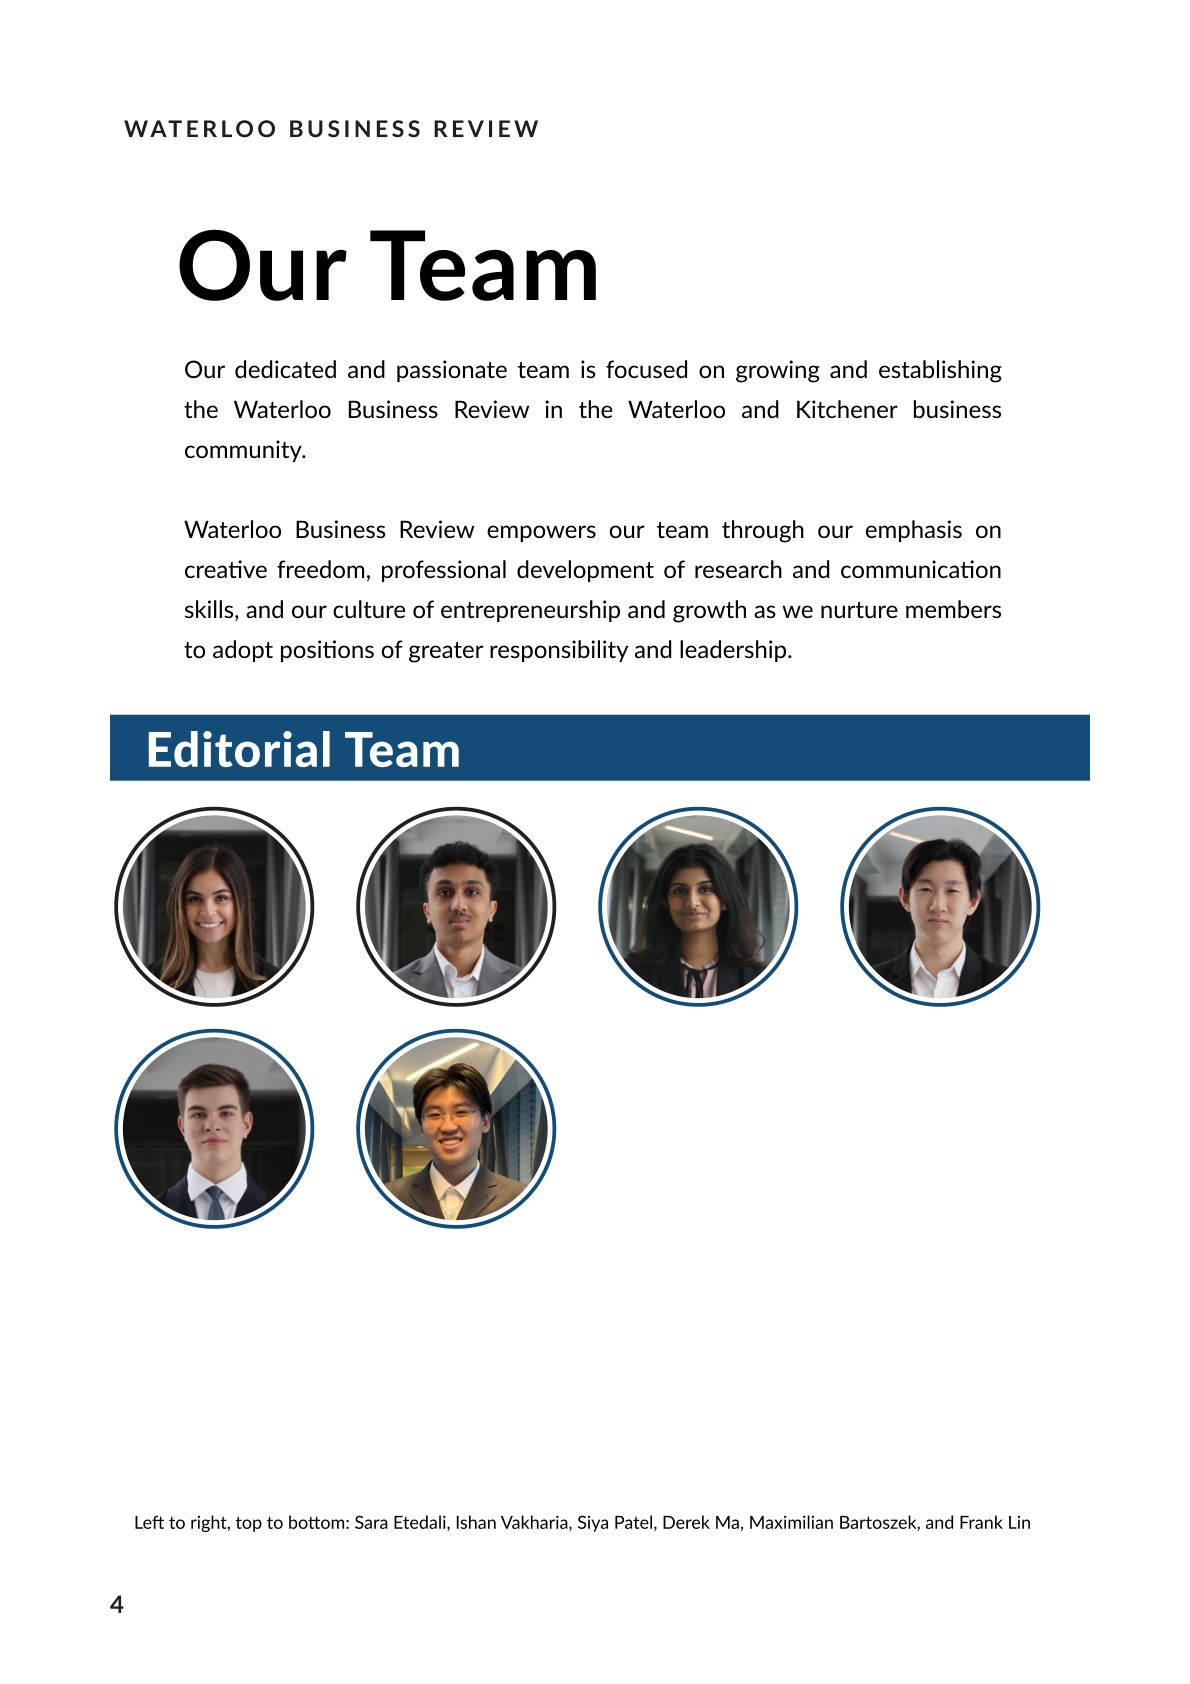 WATERLOO BUSINESS REVIEW
Our Team
Our dedicated and passionate team is focused on growing and establishing
the Waterloo Business Review in the Waterloo and Kitchener business
community.
Waterloo Business Review empowers our team through our emphasis on
creative freedom, professional development of research and communication
skills, and our culture of entrepreneurship and growth as we nurture members
to adopt positions of greater responsibility and leadership.
Editorial Team
Left to right, top to bottom: Sara Etedali, Ishan Vakharia, Siya Patel, Derek Ma, Maximilian Bartoszek, and Frank Lin
4